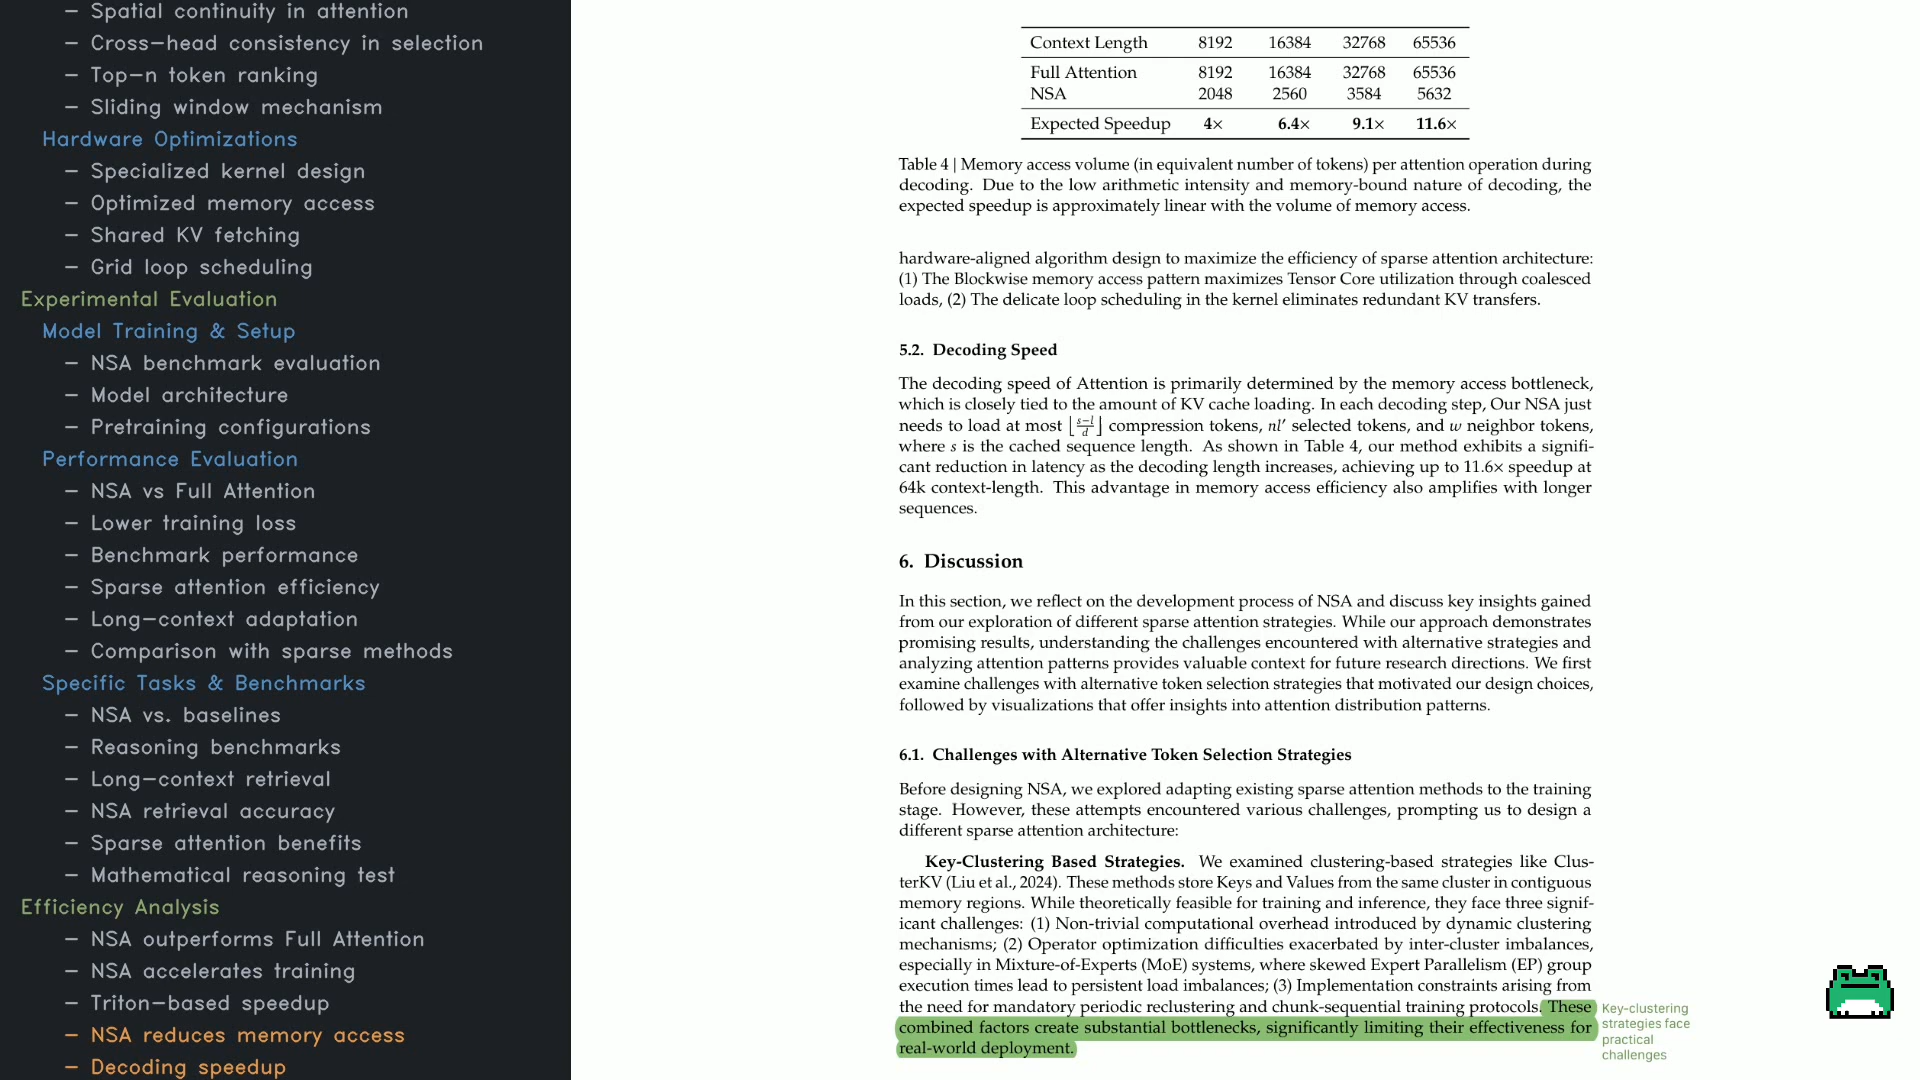 – Spatial continuity in attention
– Cross-head consistency in selection
– Top-n token ranking
– Sliding window mechanism
Hardware Optimizations
– Specialized kernel design
– Optimized memory access
– Shared KV fetching
– Grid loop scheduling
Experimental Evaluation
Model Training & Setup
– NSA benchmark evaluation
– Model architecture
– Pretraining configurations
Performance Evaluation
– NSA vs Full Attention
– Lower training loss
– Benchmark performance
– Sparse attention efficiency
– Long-context adaptation
– Comparison with sparse methods
Specific Tasks & Benchmarks
– NSA vs. baselines
– Reasoning benchmarks
– Long-context retrieval
– NSA retrieval accuracy
– Sparse attention benefits
– Mathematical reasoning test
Efficiency Analysis
– NSA outperforms Full Attention
– NSA accelerates training
– Triton-based speedup
– NSA reduces memory access
– Decoding speedup
Context Length 8192 16384 32768 65536
Full Attention 8192 16384 32768 65536
NSA 2048 2560 3584 5632
Expected Speedup 4× 6.4× 9.1× 11.6×
Table 4 | Memory access volume (in equivalent number of tokens) per attention operation during
decoding. Due to the low arithmetic intensity and memory-bound nature of decoding, the
expected speedup is approximately linear with the volume of memory access.
hardware-aligned algorithm design to maximize the efficiency of sparse attention architecture:
(1) The Blockwise memory access pattern maximizes Tensor Core utilization through coalesced
loads, (2) The delicate loop scheduling in the kernel eliminates redundant KV transfers.
5.2. Decoding Speed
The decoding speed of Attention is primarily determined by the memory access bottleneck,
which is closely tied to the amount of KV cache loading. In each decoding step, Our NSA just
needs to load at most ⌊(s−l)/d⌋ compression tokens, nl′ selected tokens, and w neighbor tokens,
where s is the cached sequence length. As shown in Table 4, our method exhibits a signifi-
cant reduction in latency as the decoding length increases, achieving up to 11.6× speedup at
64k context-length. This advantage in memory access efficiency also amplifies with longer
sequences.
6. Discussion
In this section, we reflect on the development process of NSA and discuss key insights gained
from our exploration of different sparse attention strategies. While our approach demonstrates
promising results, understanding the challenges encountered with alternative strategies and
analyzing attention patterns provides valuable context for future research directions. We first
examine challenges with alternative token selection strategies that motivated our design choices,
followed by visualizations that offer insights into attention distribution patterns.
6.1. Challenges with Alternative Token Selection Strategies
Before designing NSA, we explored adapting existing sparse attention methods to the training
stage. However, these attempts encountered various challenges, prompting us to design a
different sparse attention architecture:
Key-Clustering Based Strategies. We examined clustering-based strategies like Clus-
terKV (Liu et al., 2024). These methods store Keys and Values from the same cluster in contiguous
memory regions. While theoretically feasible for training and inference, they face three signif-
icant challenges: (1) Non-trivial computational overhead introduced by dynamic clustering
mechanisms; (2) Operator optimization difficulties exacerbated by inter-cluster imbalances,
especially in Mixture-of-Experts (MoE) systems, where skewed Expert Parallelism (EP) group
execution times lead to persistent load imbalances; (3) Implementation constraints arising from
the need for mandatory periodic reclustering and chunk-sequential training protocols. These
combined factors create substantial bottlenecks, significantly limiting their effectiveness for
real-world deployment.
Key-clustering
strategies face
practical
challenges